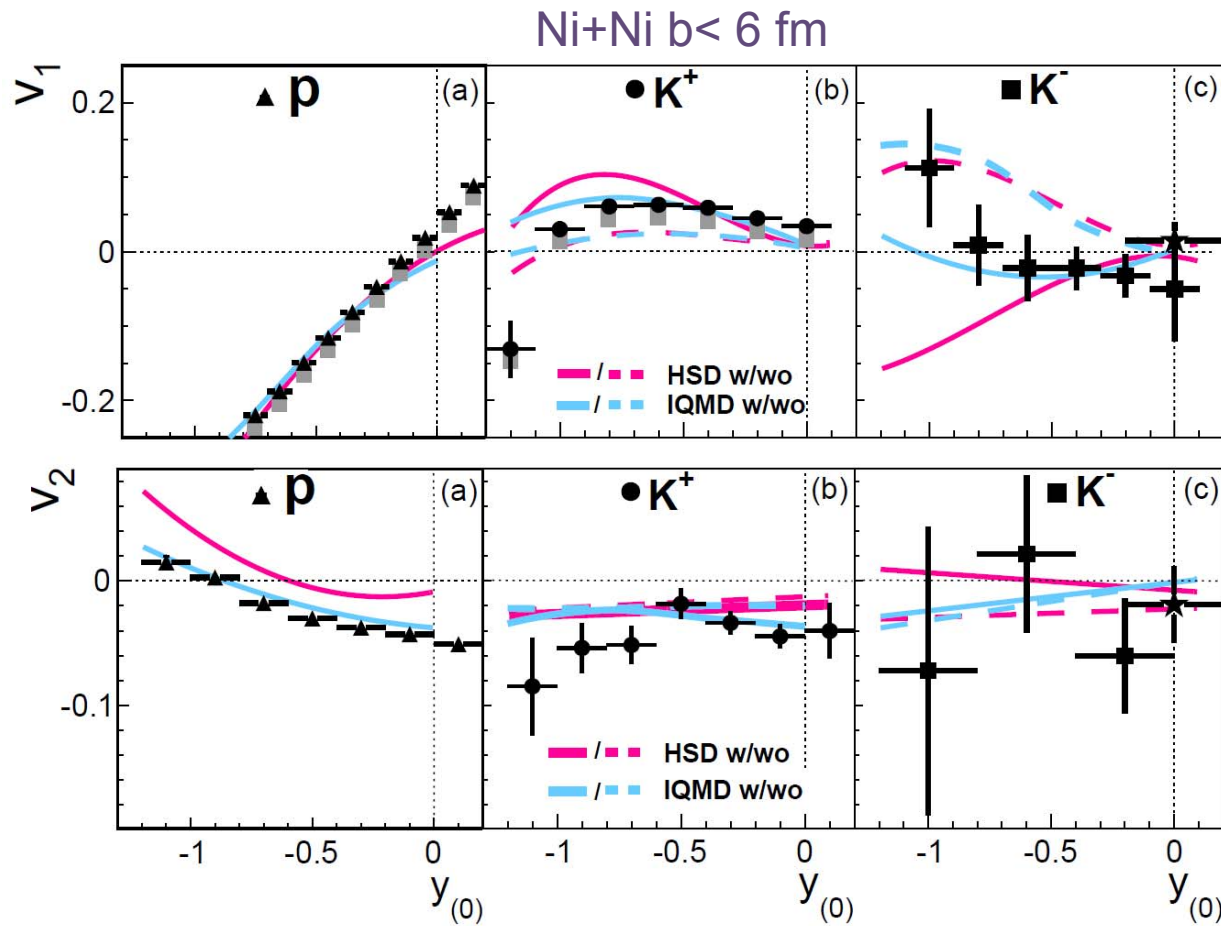 Ni+Ni b< 6 fm
v1
p (a)
K+ (b)
K- (c)
0.2
0
-0.2
HSD w/wo
IQMD w/wo
v2
p (a)
K+ (b)
K- (c)
0
-0.1
HSD w/wo
IQMD w/wo
-1 -0.5 0 -1 -0.5 0 -1 -0.5 0
y(0) y(0) y(0)